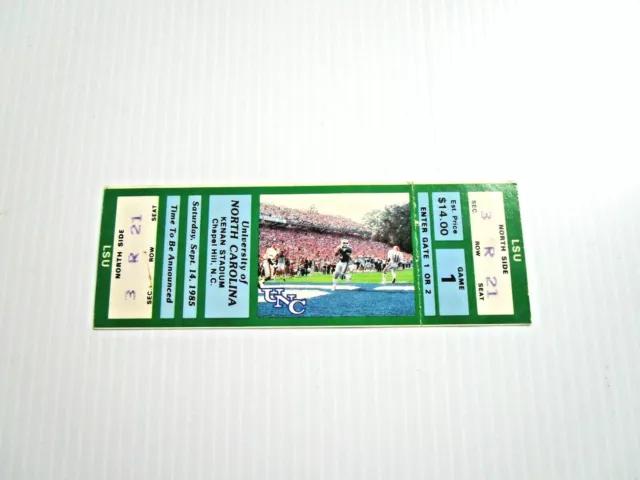 LSU
NORTH SIDE
SEC ROW SEAT
3 R 21
University of
NORTH CAROLINA
KENAN STADIUM
Chapel Hill, N.C.
Saturday, Sept. 14, 1985
Time To Be Announced
UNC
Est. Price
$14.00
GAME
1
ENTER GATE 1 OR 2
LSU
NORTH SIDE
SEC ROW SEAT
3 R 21